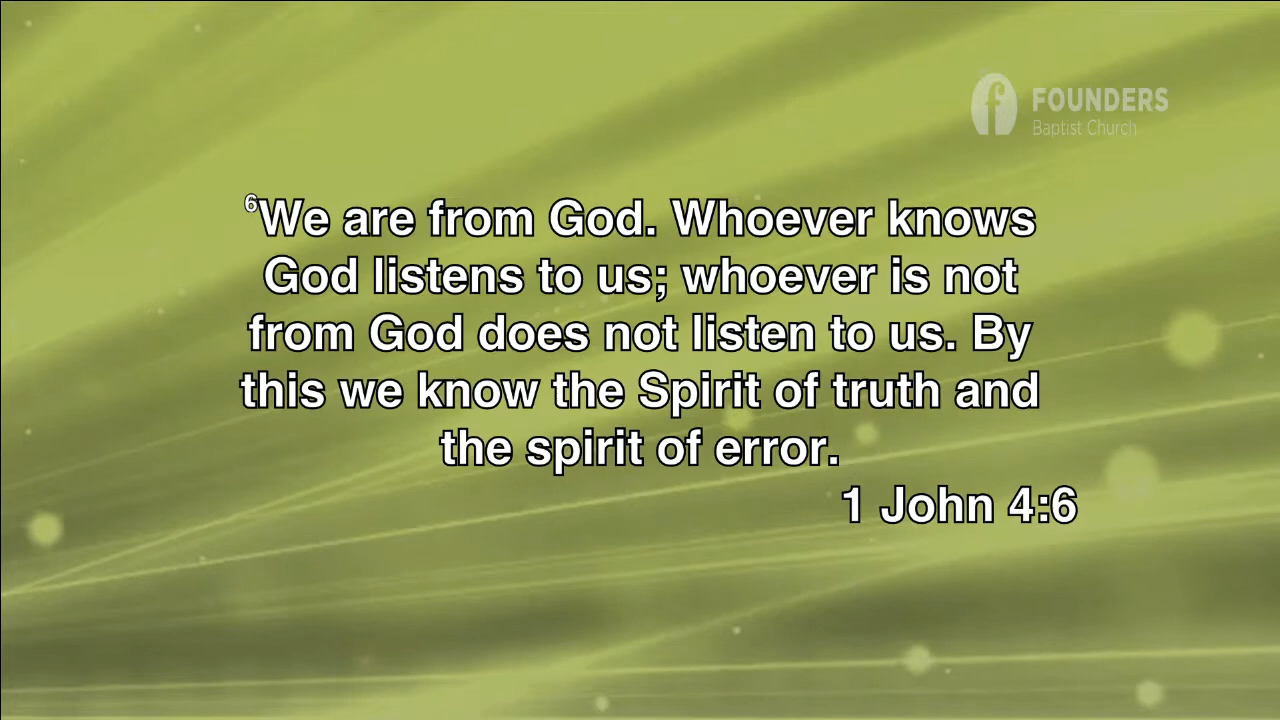 FOUNDERS
Baptist Church
⁶We are from God. Whoever knows
God listens to us; whoever is not
from God does not listen to us. By
this we know the Spirit of truth and
the spirit of error.
1 John 4:6